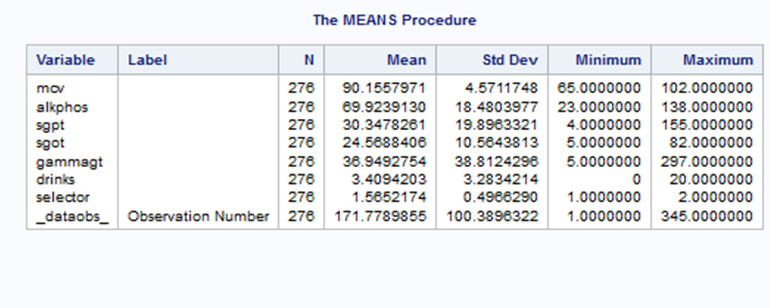 The MEANS Procedure
Variable Label N Mean Std Dev Minimum Maximum
mcv 276 90.1557971 4.5711748 65.0000000 102.0000000
alkphos 276 69.9239130 18.4803977 23.0000000 138.0000000
sgpt 276 30.3478261 19.8963321 4.0000000 155.0000000
sgot 276 24.5688406 10.5643813 5.0000000 82.0000000
gammagt 276 36.9492754 38.8124296 5.0000000 297.0000000
drinks 276 3.4094203 3.2834214 0 20.0000000
selector 276 1.5652174 0.4966290 1.0000000 2.0000000
_dataobs_ Observation Number 276 171.7789855 100.3896322 1.0000000 345.0000000